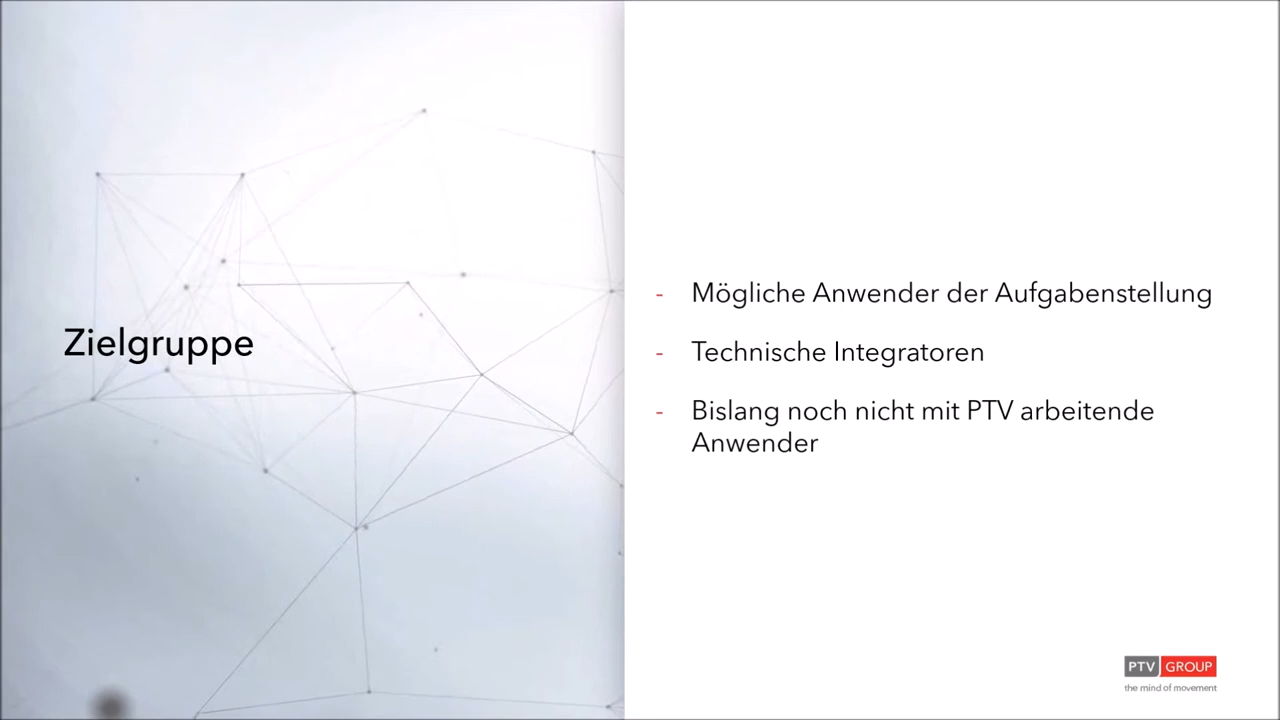 Zielgruppe
- Mögliche Anwender der Aufgabenstellung
- Technische Integratoren
- Bislang noch nicht mit PTV arbeitende
Anwender
PTV GROUP
the mind of movement